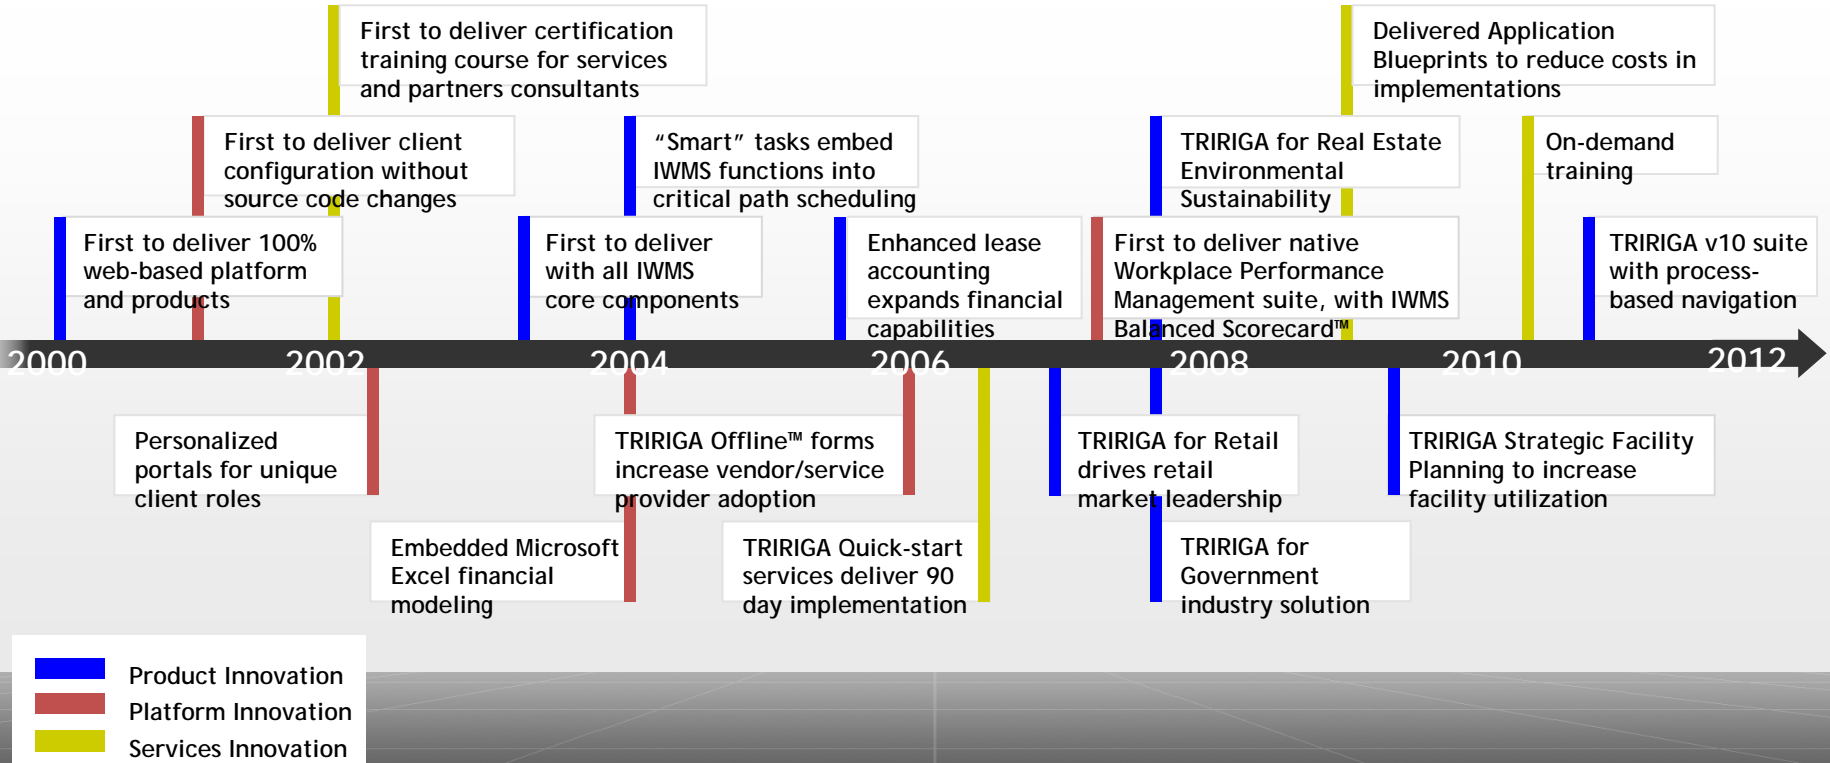 First to deliver certification
training course for services
and partners consultants
Delivered Application
Blueprints to reduce costs in
implementations
First to deliver client
configuration without
source code changes
“Smart” tasks embed
IWMS functions into
critical path scheduling
TRIRIGA for Real Estate
Environmental
Sustainability
On-demand
training
First to deliver 100%
web-based platform
and products
First to deliver
with all IWMS
core components
Enhanced lease
accounting
expands financial
capabilities
First to deliver native
Workplace Performance
Management suite, with IWMS
Balanced Scorecard™
TRIRIGA v10 suite
with process-
based navigation
2000 2002 2004 2006 2008 2010 2012
Personalized
portals for unique
client roles
TRIRIGA Offline™ forms
increase vendor/service
provider adoption
TRIRIGA for Retail
drives retail
market leadership
TRIRIGA Strategic Facility
Planning to increase
facility utilization
Embedded Microsoft
Excel financial
modeling
TRIRIGA Quick-start
services deliver 90
day implementation
TRIRIGA for
Government
industry solution
Product Innovation
Platform Innovation
Services Innovation